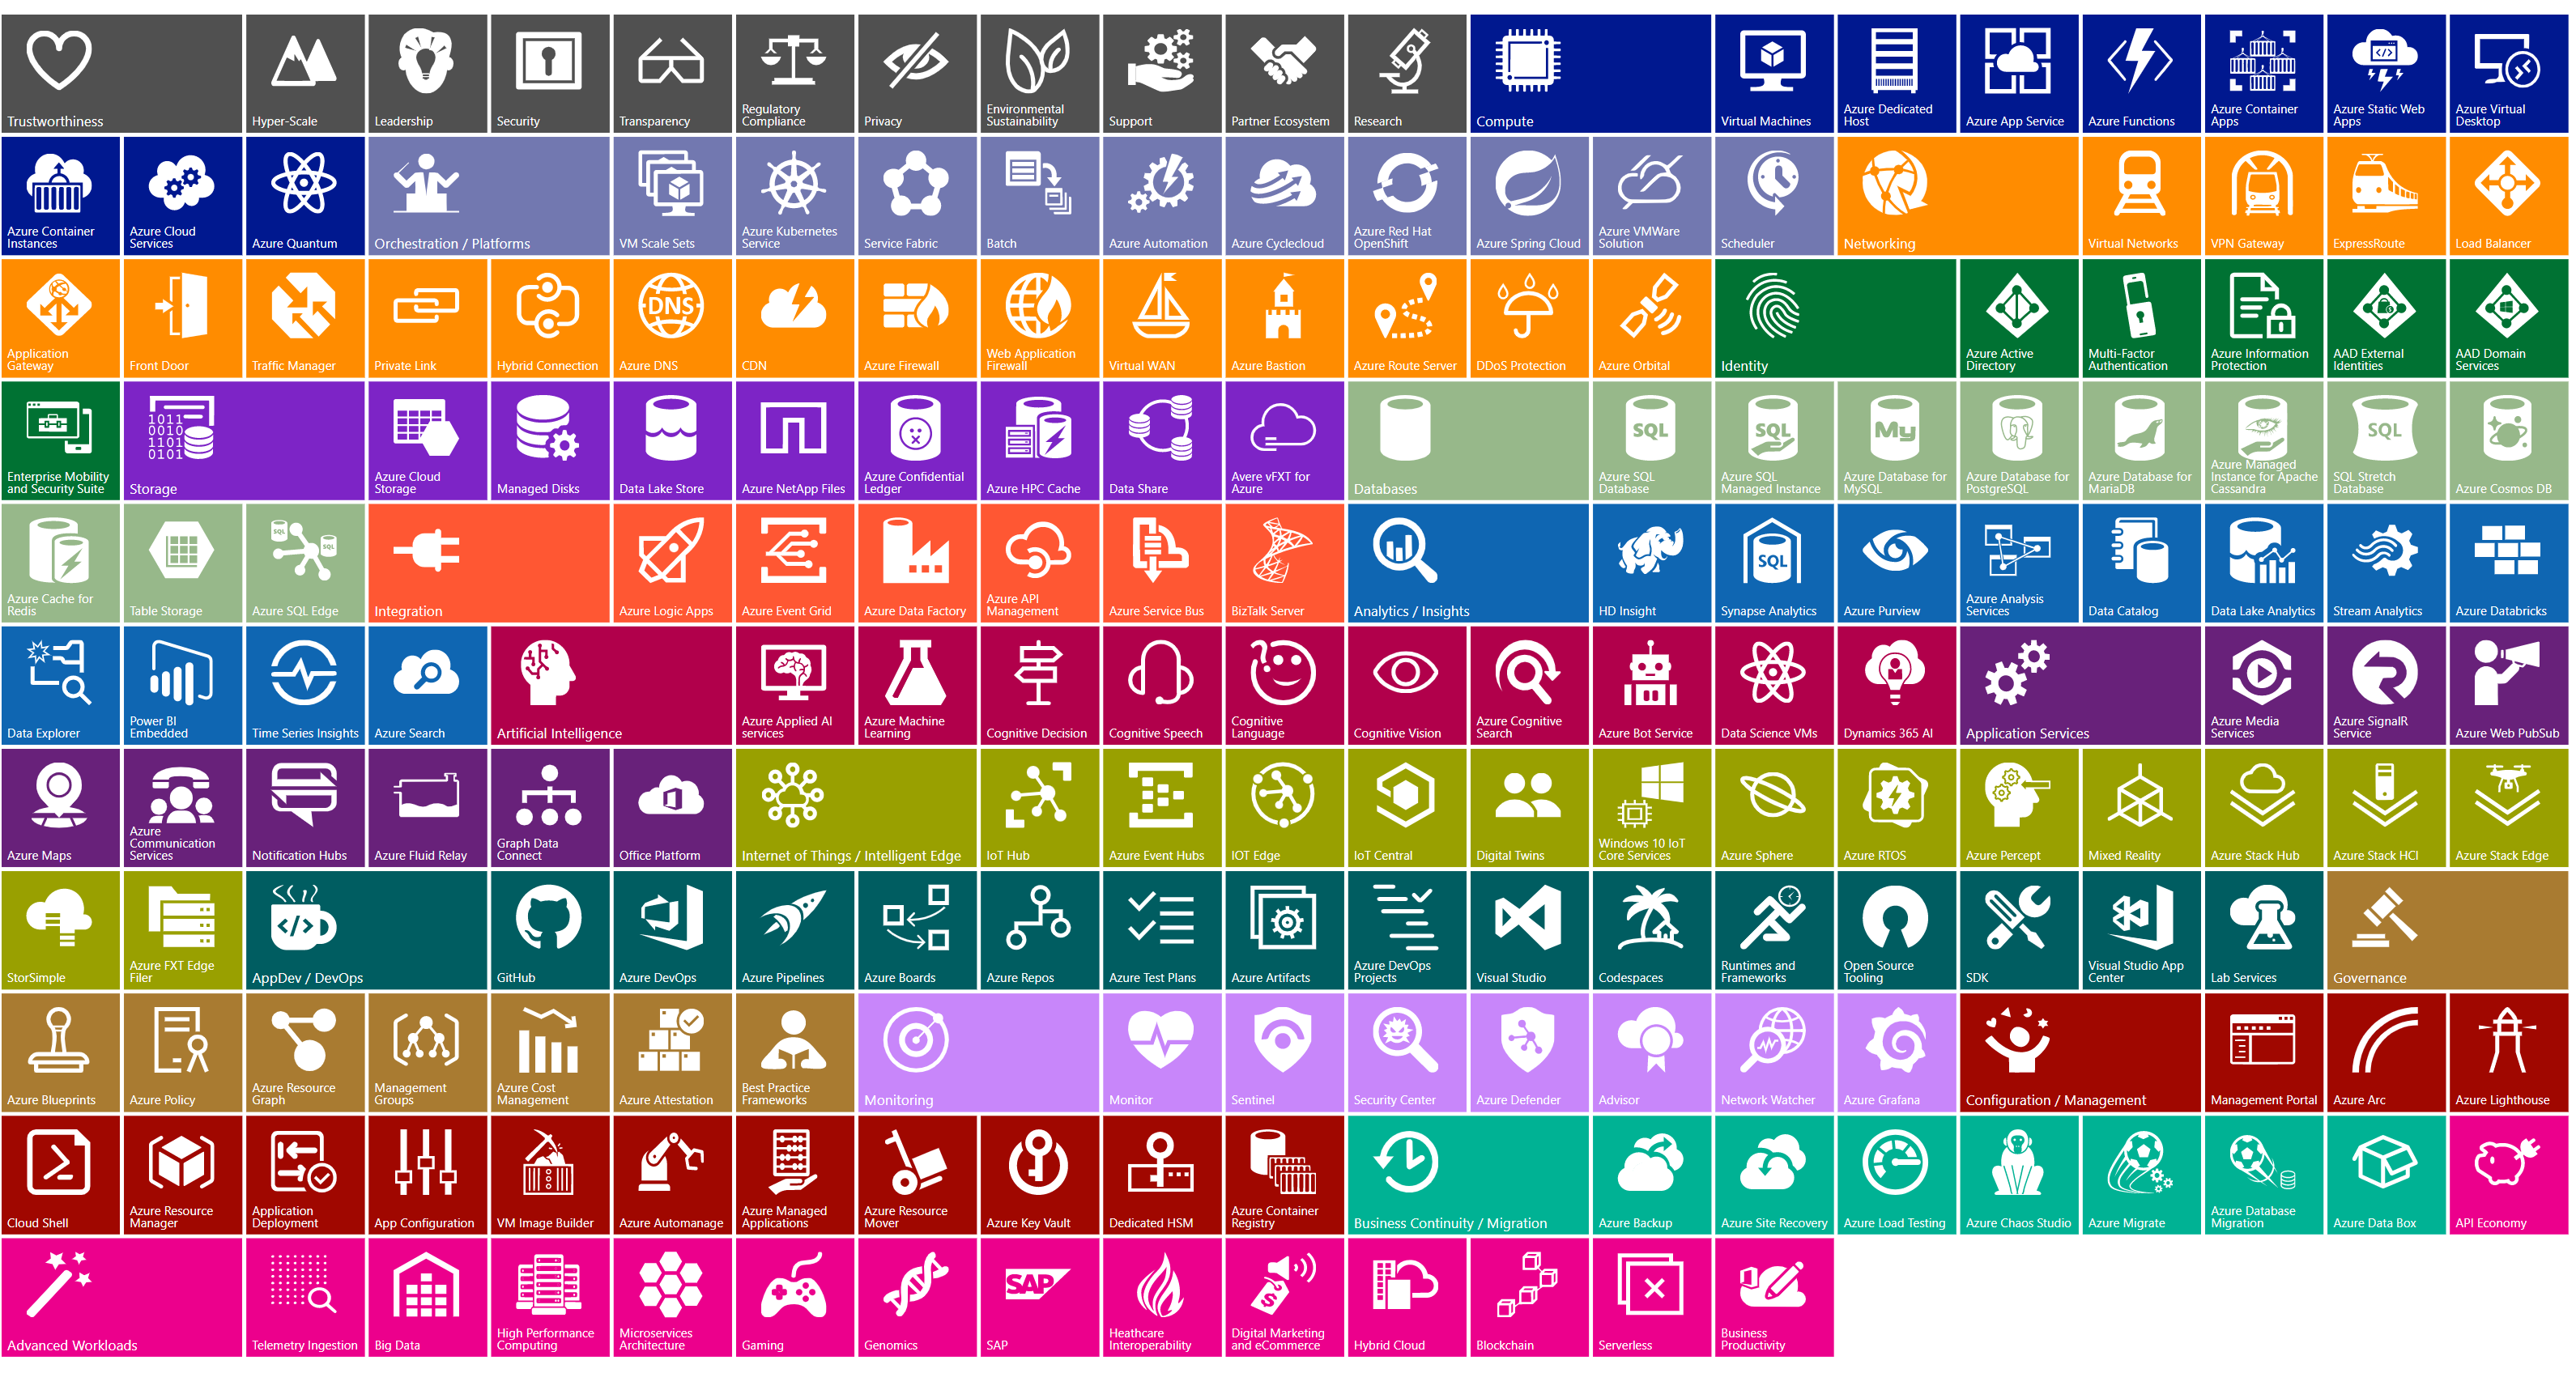 Trustworthiness
Hyper-Scale
Leadership
Security
Transparency
Regulatory
Compliance
Privacy
Environmental
Sustainability
Support
Partner Ecosystem
Research
Compute
Virtual Machines
Azure Dedicated
Host
Azure App Service
Azure Functions
Azure Container
Apps
Azure Static Web
Apps
Azure Virtual
Desktop
Azure Container
Instances
Azure Cloud
Services
Azure Quantum
Orchestration / Platforms
VM Scale Sets
Azure Kubernetes
Service
Service Fabric
Batch
Azure Automation
Azure Cyclecloud
Azure Red Hat
OpenShift
Azure Spring Cloud
Azure VMWare
Solution
Scheduler
Networking
Virtual Networks
VPN Gateway
ExpressRoute
Load Balancer
Application
Gateway
Front Door
Traffic Manager
Private Link
Hybrid Connection
DNS
Azure DNS
CDN
Azure Firewall
Web Application
Firewall
Virtual WAN
Azure Bastion
Azure Route Server
DDoS Protection
Azure Orbital
Identity
Azure Active
Directory
Multi-Factor
Authentication
Azure Information
Protection
AAD External
Identities
AAD Domain
Services
Enterprise Mobility
and Security Suite
1011
0010
1101
0101
Storage
Azure Cloud
Storage
Managed Disks
Data Lake Store
Azure NetApp Files
Azure Confidential
Ledger
Azure HPC Cache
Data Share
Avere vFXT for
Azure
Databases
SQL
Azure SQL
Database
SQL
Azure SQL
Managed Instance
My
Azure Database for
MySQL
Azure Database for
PostgreSQL
Azure Database for
MariaDB
Azure Managed
Instance for Apache
Cassandra
SQL
SQL Stretch
Database
Azure Cosmos DB
Azure Cache for
Redis
Table Storage
SQL
SQL
Azure SQL Edge
Integration
Azure Logic Apps
Azure Event Grid
Azure Data Factory
Azure API
Management
Azure Service Bus
BizTalk Server
Analytics / Insights
HD Insight
SQL
Synapse Analytics
Azure Purview
Azure Analysis
Services
Data Catalog
Data Lake Analytics
Stream Analytics
Azure Databricks
Data Explorer
Power BI
Embedded
Time Series Insights
Azure Search
Artificial Intelligence
Azure Applied AI
services
Azure Machine
Learning
Cognitive Decision
Cognitive Speech
Cognitive
Language
Cognitive Vision
Azure Cognitive
Search
Azure Bot Service
Data Science VMs
Dynamics 365 AI
Application Services
Azure Media
Services
Azure SignalR
Service
Azure Web PubSub
Azure Maps
Azure
Communication
Services
Notification Hubs
Azure Fluid Relay
Graph Data
Connect
Office Platform
Internet of Things / Intelligent Edge
IoT Hub
Azure Event Hubs
IOT Edge
IoT Central
Digital Twins
Windows 10 IoT
Core Services
Azure Sphere
Azure RTOS
Azure Percept
Mixed Reality
Azure Stack Hub
Azure Stack HCI
Azure Stack Edge
StorSimple
Azure FXT Edge
Filer
</>
AppDev / DevOps
GitHub
Azure DevOps
Azure Pipelines
Azure Boards
Azure Repos
Azure Test Plans
Azure Artifacts
Azure DevOps
Projects
Visual Studio
Codespaces
Runtimes and
Frameworks
Open Source
Tooling
SDK
Visual Studio App
Center
Lab Services
Governance
Azure Blueprints
Azure Policy
Azure Resource
Graph
Management
Groups
Azure Cost
Management
Azure Attestation
Best Practice
Frameworks
Monitoring
Monitor
Sentinel
Security Center
Azure Defender
Advisor
Network Watcher
Azure Grafana
Configuration / Management
Management Portal
Azure Arc
Azure Lighthouse
Cloud Shell
Azure Resource
Manager
Application
Deployment
App Configuration
VM Image Builder
Azure Automanage
Azure Managed
Applications
Azure Resource
Mover
Azure Key Vault
Dedicated HSM
Azure Container
Registry
Business Continuity / Migration
Azure Backup
Azure Site Recovery
Azure Load Testing
Azure Chaos Studio
Azure Migrate
Azure Database
Migration
Azure Data Box
API Economy
Advanced Workloads
Telemetry Ingestion
Big Data
High Performance
Computing
Microservices
Architecture
Gaming
Genomics
SAP
SAP
Heathcare
Interoperability
Digital Marketing
and eCommerce
Hybrid Cloud
Blockchain
Serverless
Business
Productivity